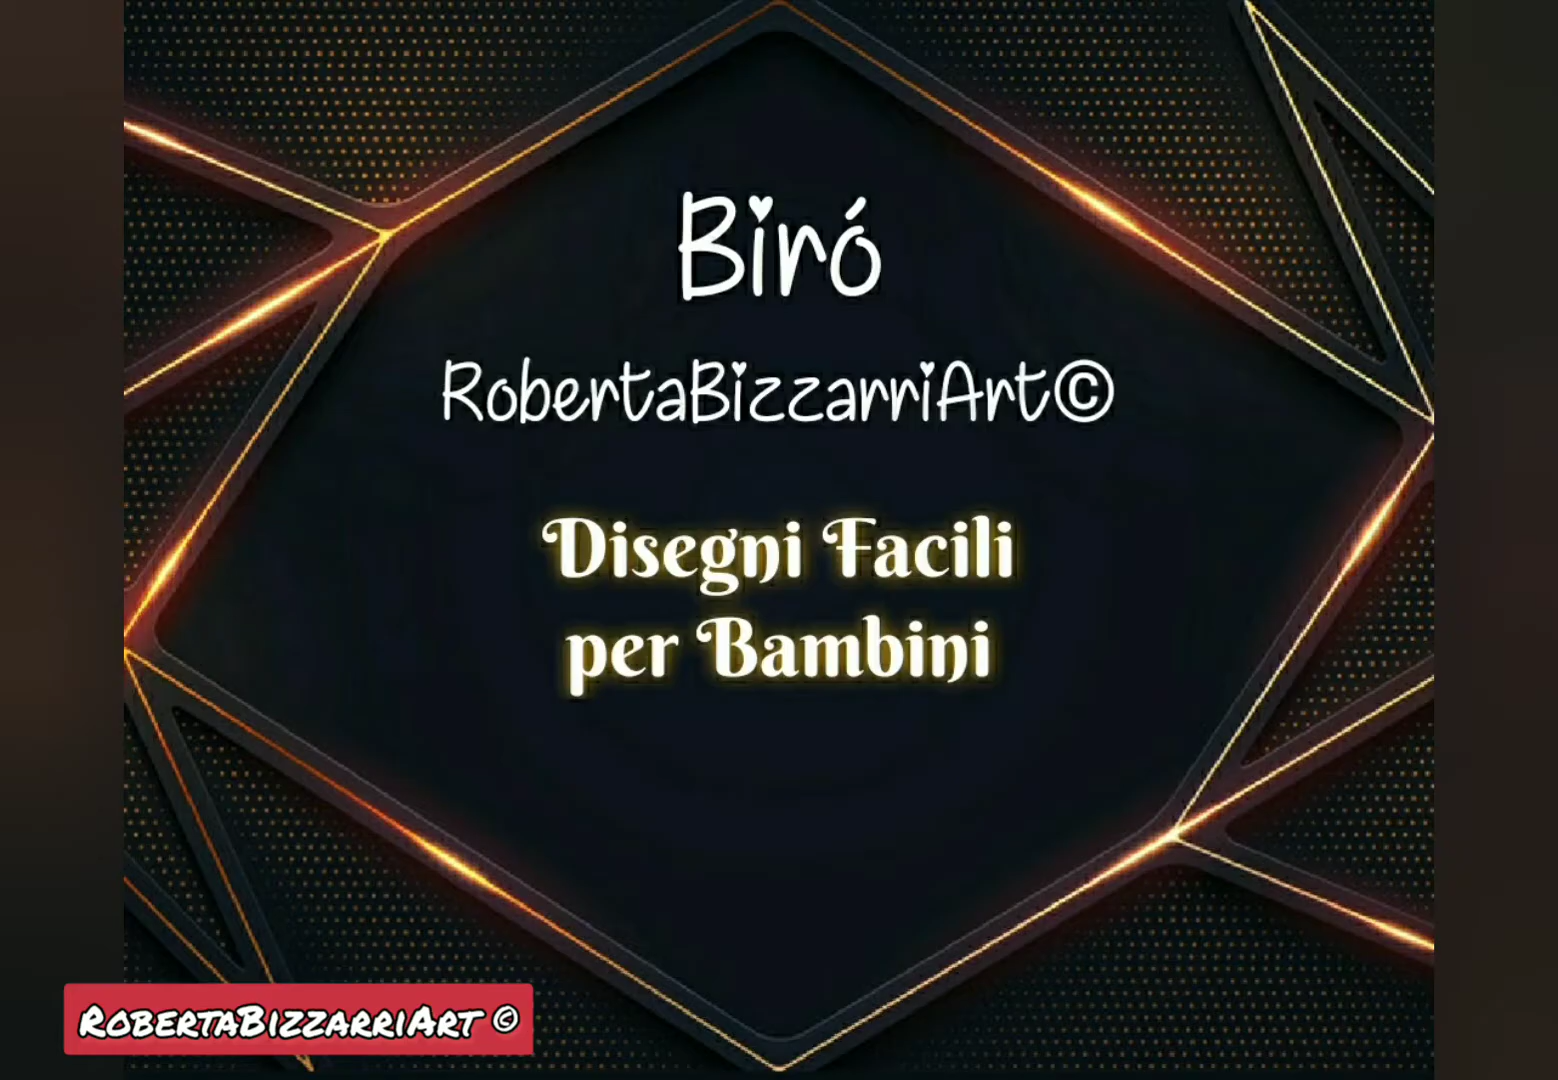 Biró
RobertaBizzarriArt©
Disegni Facili
per Bambini
RobertaBizzarriArt ©